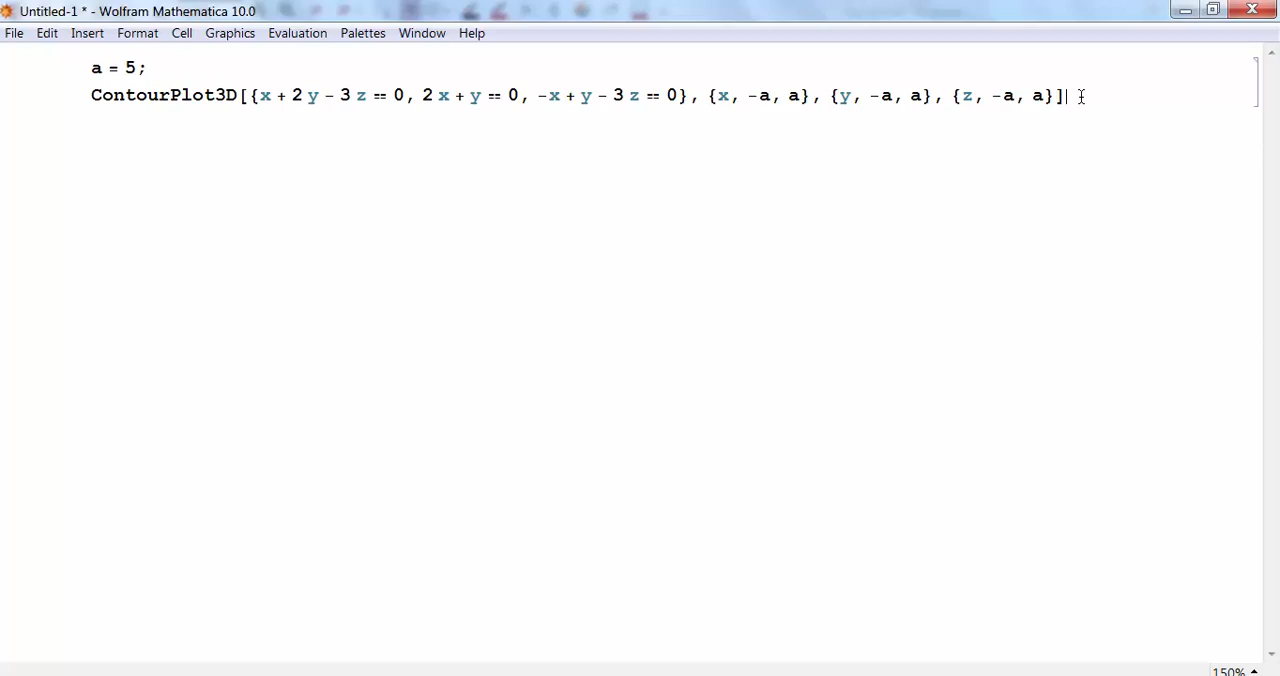 Untitled-1 * - Wolfram Mathematica 10.0
File Edit Insert Format Cell Graphics Evaluation Palettes Window Help
a = 5;
ContourPlot3D[{x + 2 y - 3 z == 0, 2 x + y == 0, -x + y - 3 z == 0}, {x, -a, a}, {y, -a, a}, {z, -a, a}]
150%